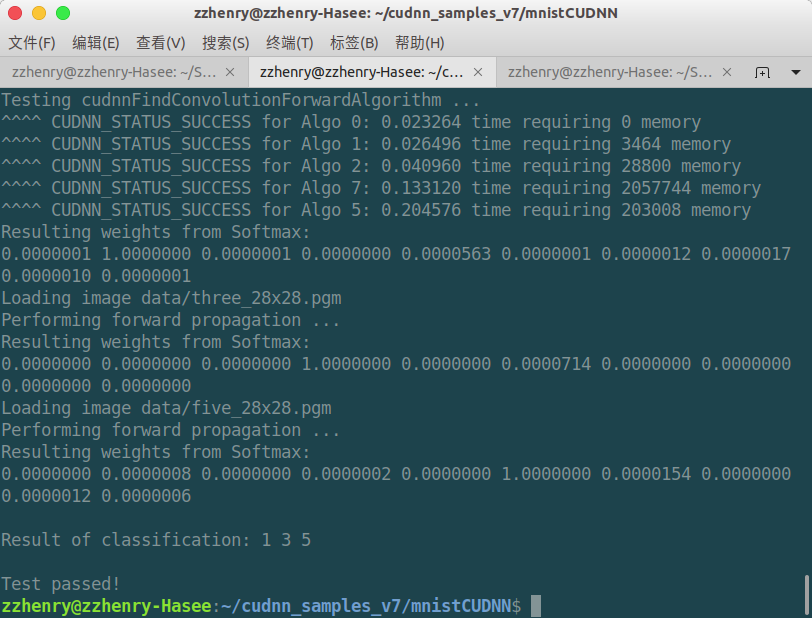 zzhenry@zzhenry-Hasee: ~/cudnn_samples_v7/mnistCUDNN
文件(F) 编辑(E) 查看(V) 搜索(S) 终端(T) 标签(B) 帮助(H)
zzhenry@zzhenry-Hasee: ~/S... × zzhenry@zzhenry-Hasee: ~/c... × zzhenry@zzhenry-Hasee: ~/S... ×
Testing cudnnFindConvolutionForwardAlgorithm ...
^^^^ CUDNN_STATUS_SUCCESS for Algo 0: 0.023264 time requiring 0 memory
^^^^ CUDNN_STATUS_SUCCESS for Algo 1: 0.026496 time requiring 3464 memory
^^^^ CUDNN_STATUS_SUCCESS for Algo 2: 0.040960 time requiring 28800 memory
^^^^ CUDNN_STATUS_SUCCESS for Algo 7: 0.133120 time requiring 2057744 memory
^^^^ CUDNN_STATUS_SUCCESS for Algo 5: 0.204576 time requiring 203008 memory
Resulting weights from Softmax:
0.0000001 1.0000000 0.0000001 0.0000000 0.0000563 0.0000001 0.0000012 0.0000017
0.0000010 0.0000001
Loading image data/three_28x28.pgm
Performing forward propagation ...
Resulting weights from Softmax:
0.0000000 0.0000000 0.0000000 1.0000000 0.0000000 0.0000714 0.0000000 0.0000000
0.0000000 0.0000000
Loading image data/five_28x28.pgm
Performing forward propagation ...
Resulting weights from Softmax:
0.0000000 0.0000008 0.0000000 0.0000002 0.0000000 1.0000000 0.0000154 0.0000000
0.0000012 0.0000006
Result of classification: 1 3 5
Test passed!
zzhenry@zzhenry-Hasee:~/cudnn_samples_v7/mnistCUDNN$